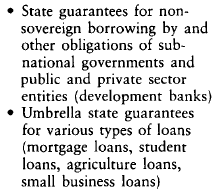 • State guarantees for non-
sovereign borrowing by and
other obligations of sub-
national governments and
public and private sector
entities (development banks)
• Umbrella state guarantees
for various types of loans
(mortgage loans, student
loans, agriculture loans,
small business loans)